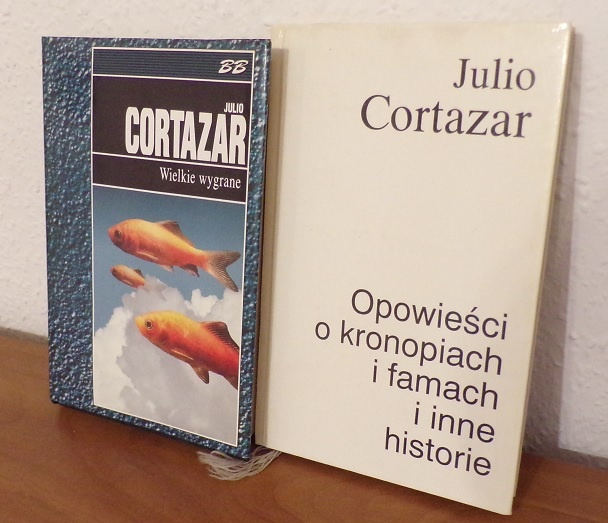 BB
JULIO
CORTAZAR
Wielkie wygrane
Julio
Cortazar
Opowieści
o kronopiach
i famach
i inne
historie